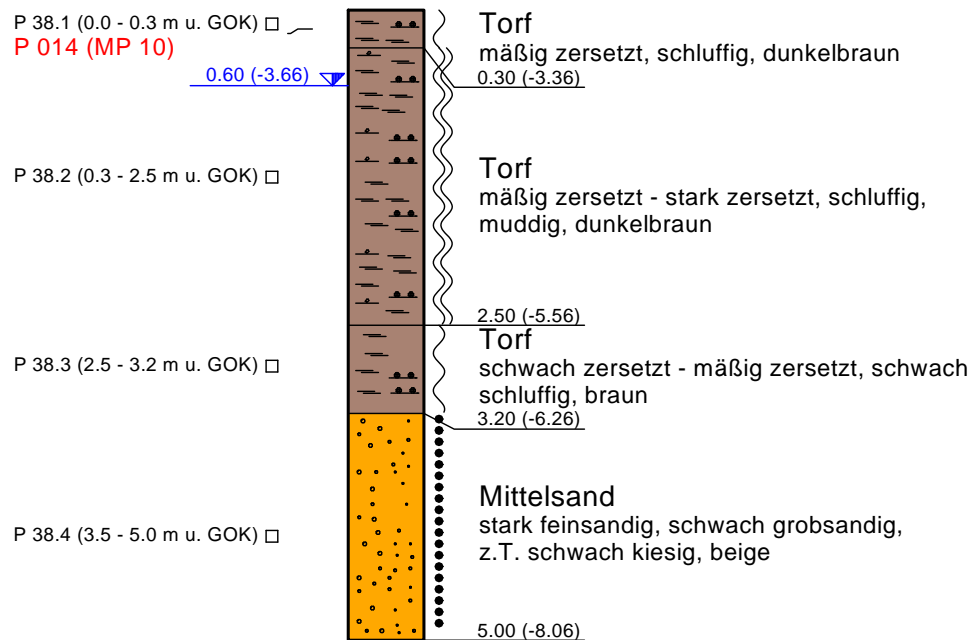 P 38.1 (0.0 - 0.3 m u. GOK)
P 014 (MP 10)
Torf
mäßig zersetzt, schluffig, dunkelbraun
0.30 (-3.36)
0.60 (-3.66)
P 38.2 (0.3 - 2.5 m u. GOK)
Torf
mäßig zersetzt - stark zersetzt, schluffig,
muddig, dunkelbraun
2.50 (-5.56)
P 38.3 (2.5 - 3.2 m u. GOK)
Torf
schwach zersetzt - mäßig zersetzt, schwach
schluffig, braun
3.20 (-6.26)
P 38.4 (3.5 - 5.0 m u. GOK)
Mittelsand
stark feinsandig, schwach grobsandig,
z.T. schwach kiesig, beige
5.00 (-8.06)